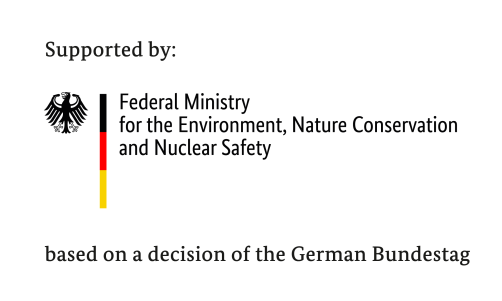 Supported by:
Federal Ministry
for the Environment, Nature Conservation
and Nuclear Safety
based on a decision of the German Bundestag